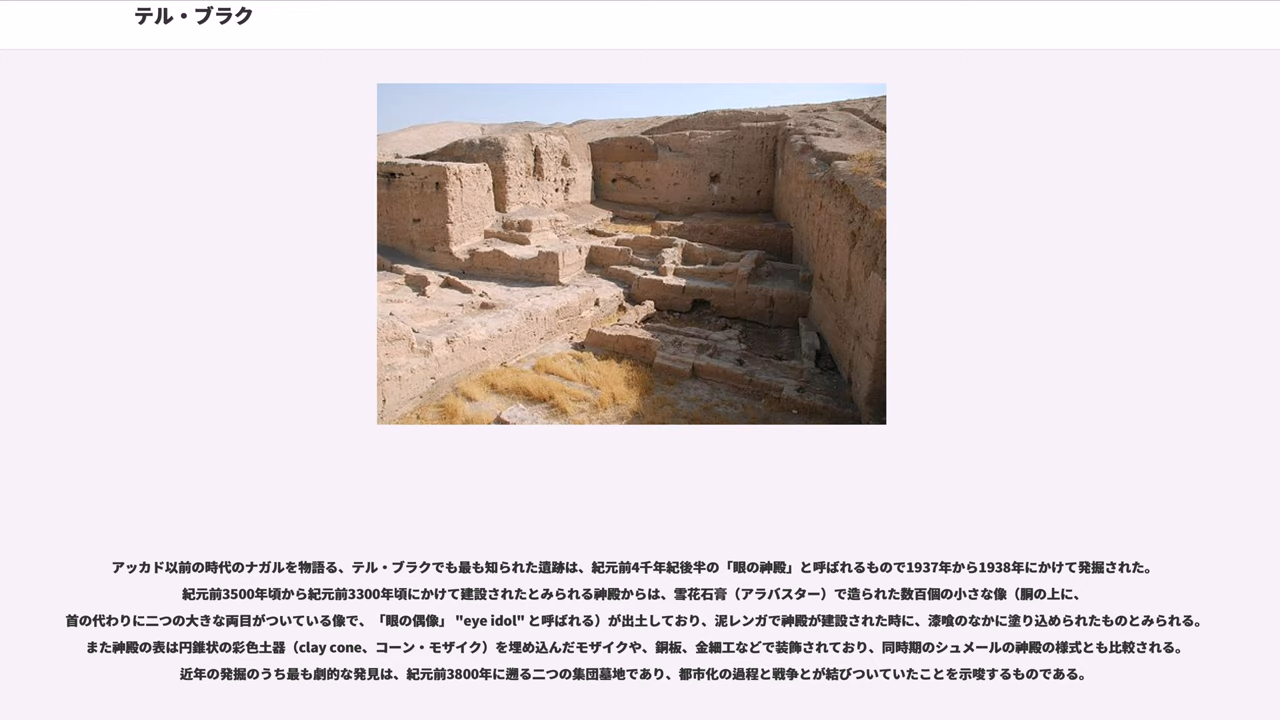 テル・ブラク
アッカド以前の時代のナガルを物語る、テル・ブラクでも最も知られた遺跡は、紀元前4千年紀後半の「眼の神殿」と呼ばれるもので1937年から1938年にかけて発掘された。
紀元前3500年頃から紀元前3300年頃にかけて建設されたとみられる神殿からは、雪花石膏（アラバスター）で造られた数百個の小さな像（胴の上に、
首の代わりに二つの大きな両目がついている像で、「眼の偶像」 "eye idol" と呼ばれる）が出土しており、泥レンガで神殿が建設された時に、漆喰のなかに塗り込められたものとみられる。
また神殿の表は円錐状の彩色土器（clay cone、コーン・モザイク）を埋め込んだモザイクや、銅板、金細工などで装飾されており、同時期のシュメールの神殿の様式とも比較される。
近年の発掘のうち最も劇的な発見は、紀元前3800年に遡る二つの集団墓地であり、都市化の過程と戦争とが結びついていたことを示唆するものである。